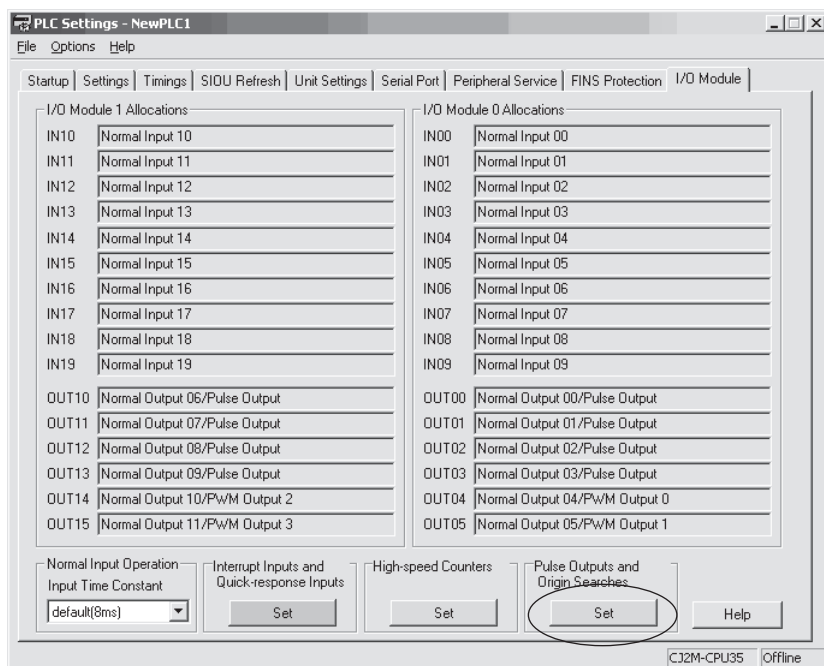 PLC Settings - NewPLC1
File Options Help
Startup Settings Timings SIOU Refresh Unit Settings Serial Port Peripheral Service FINS Protection I/O Module
I/O Module 1 Allocations
IN10 Normal Input 10
IN11 Normal Input 11
IN12 Normal Input 12
IN13 Normal Input 13
IN14 Normal Input 14
IN15 Normal Input 15
IN16 Normal Input 16
IN17 Normal Input 17
IN18 Normal Input 18
IN19 Normal Input 19
OUT10 Normal Output 06/Pulse Output
OUT11 Normal Output 07/Pulse Output
OUT12 Normal Output 08/Pulse Output
OUT13 Normal Output 09/Pulse Output
OUT14 Normal Output 10/PWM Output 2
OUT15 Normal Output 11/PWM Output 3
I/O Module 0 Allocations
IN00 Normal Input 00
IN01 Normal Input 01
IN02 Normal Input 02
IN03 Normal Input 03
IN04 Normal Input 04
IN05 Normal Input 05
IN06 Normal Input 06
IN07 Normal Input 07
IN08 Normal Input 08
IN09 Normal Input 09
OUT00 Normal Output 00/Pulse Output
OUT01 Normal Output 01/Pulse Output
OUT02 Normal Output 02/Pulse Output
OUT03 Normal Output 03/Pulse Output
OUT04 Normal Output 04/PWM Output 0
OUT05 Normal Output 05/PWM Output 1
Normal Input Operation
Input Time Constant
default(8ms)
Interrupt Inputs and
Quick-response Inputs
Set
High-speed Counters
Set
Pulse Outputs and
Origin Searches
Set
Help
CJ2M-CPU35 Offline